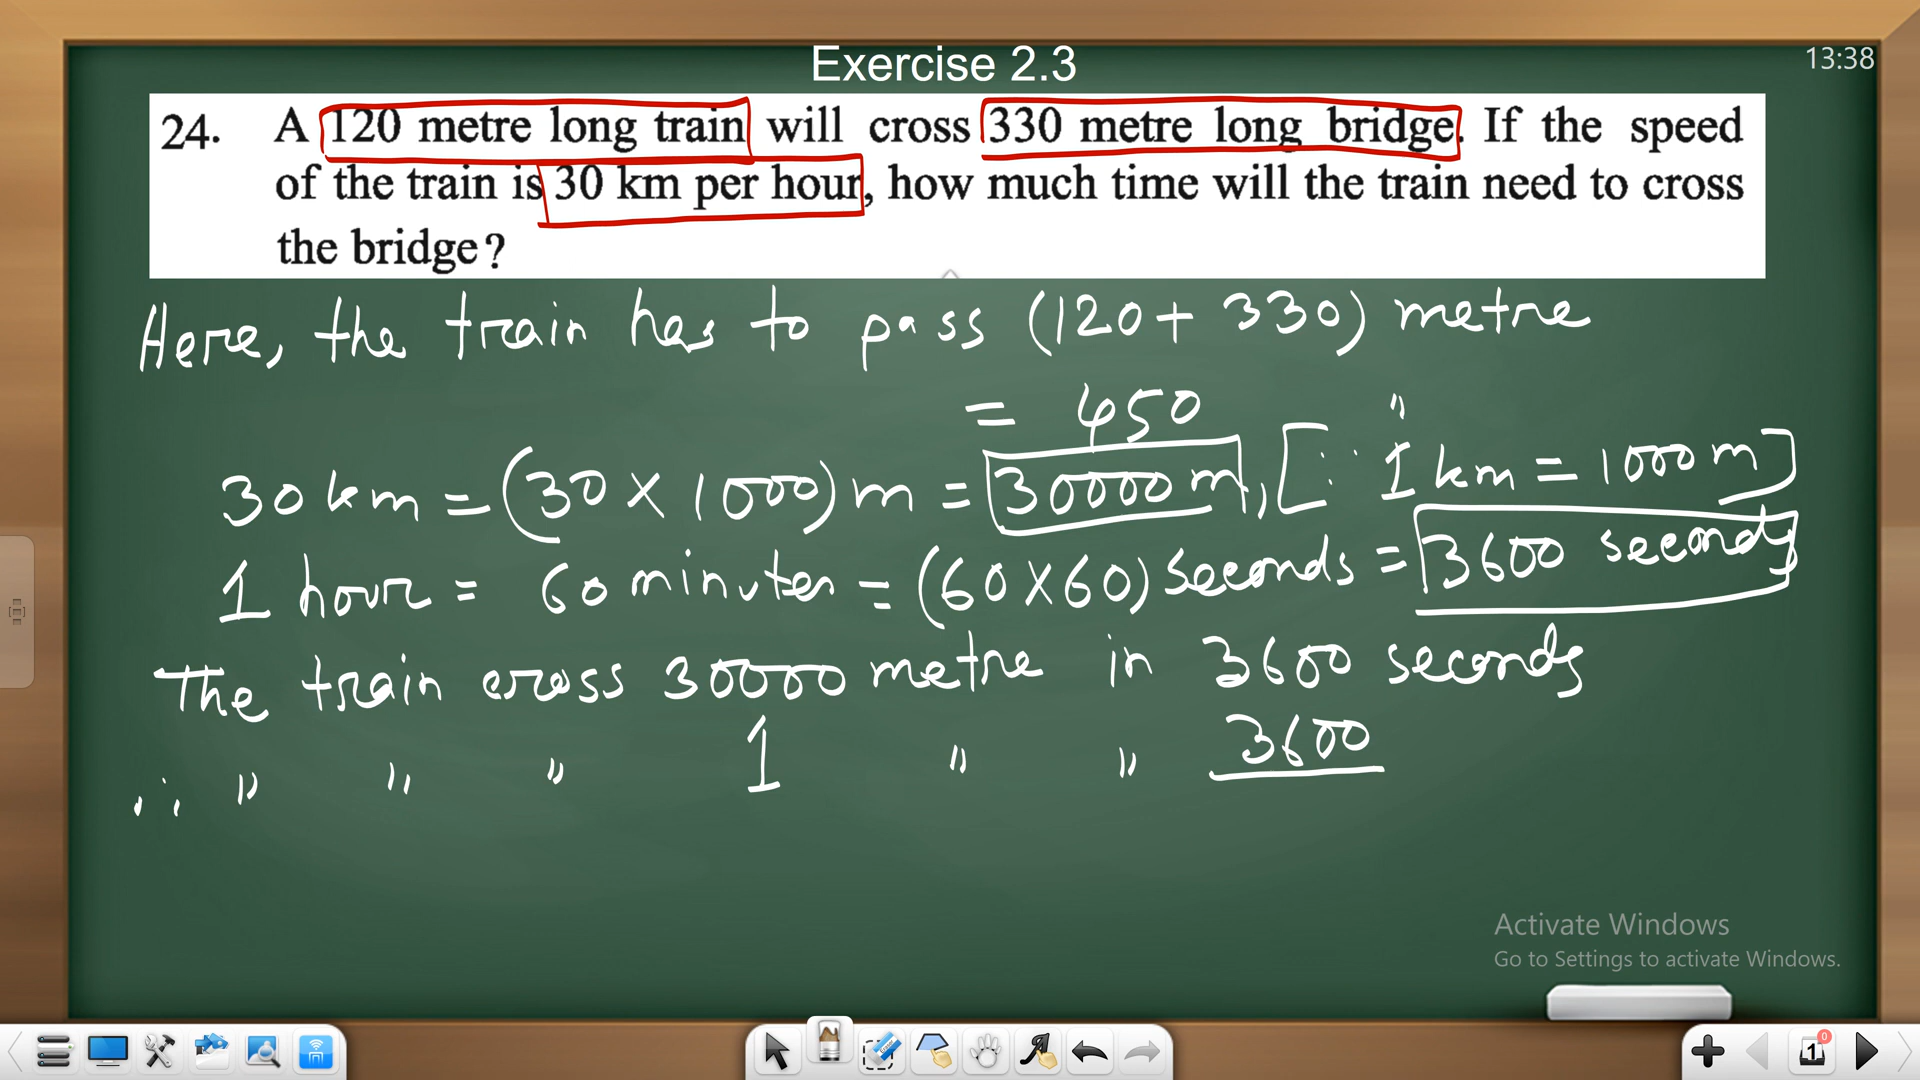 Exercise 2.3
13:38
24. A 120 metre long train will cross 330 metre long bridge. If the speed
of the train is 30 km per hour, how much time will the train need to cross
the bridge?
Here, the train has to pass (120+ 330) metre
= 450 "
30 km = (30 × 1000) m = 30000 m, [∵ 1 km = 1000 m]
1 hour = 60 minutes = (60×60) seconds = 3600 seconds
The train cross 30000 metre in 3600 seconds
∴ " " " 1 " " 3600
Activate Windows
Go to Settings to activate Windows.
1
0